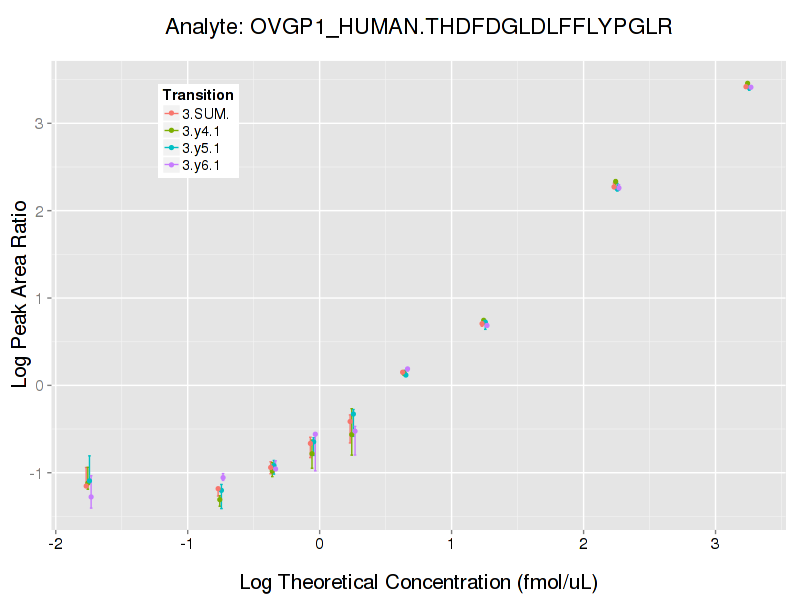 Analyte: OVGP1_HUMAN.THDFDGLDLFFLYPGLR
Transition
3.SUM.
3.y4.1
3.y5.1
3.y6.1
Log Peak Area Ratio
3
2
1
0
-1
-2 -1 0 1 2 3
Log Theoretical Concentration (fmol/uL)